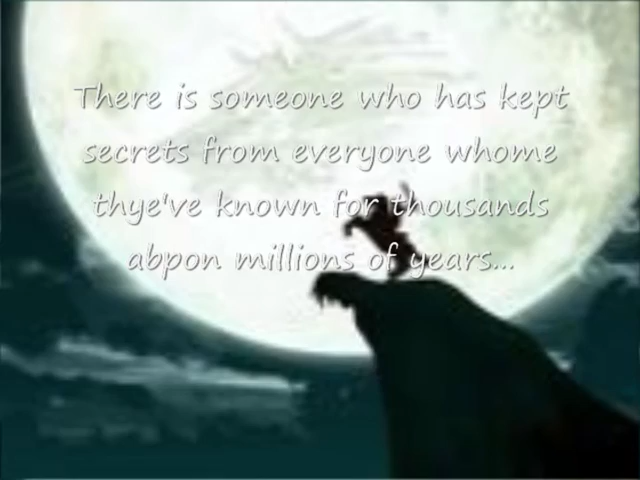 There is someone who has kept
secrets from everyone whome
thye've known for thousands
abpon millions of years...